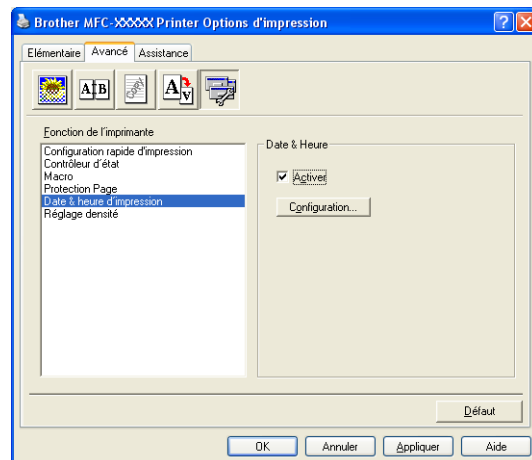 Brother MFC-XXXXX Printer Options d'impression
Elémentaire Avancé Assistance
Fonction de l'imprimante
Configuration rapide d'impression
Contrôleur d'état
Macro
Protection Page
Date & heure d'impression
Réglage densité
Date & Heure
Activer
Configuration...
Défaut
OK Annuler Appliquer Aide